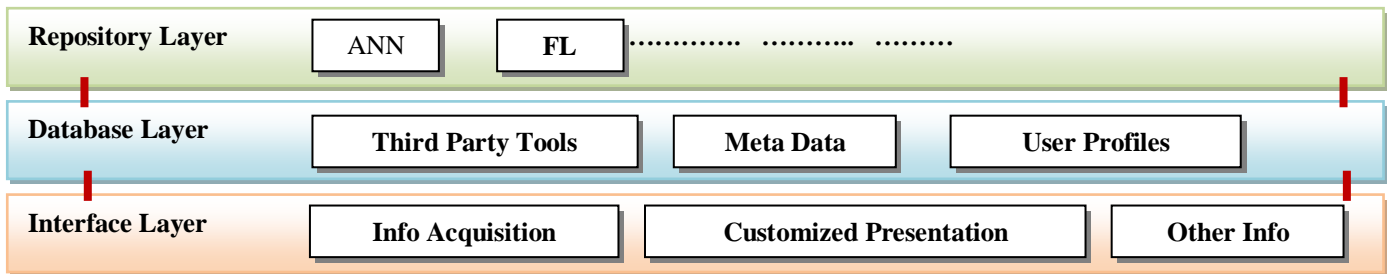 Repository Layer ANN FL ............. ........... .........
Database Layer Third Party Tools Meta Data User Profiles
Interface Layer Info Acquisition Customized Presentation Other Info